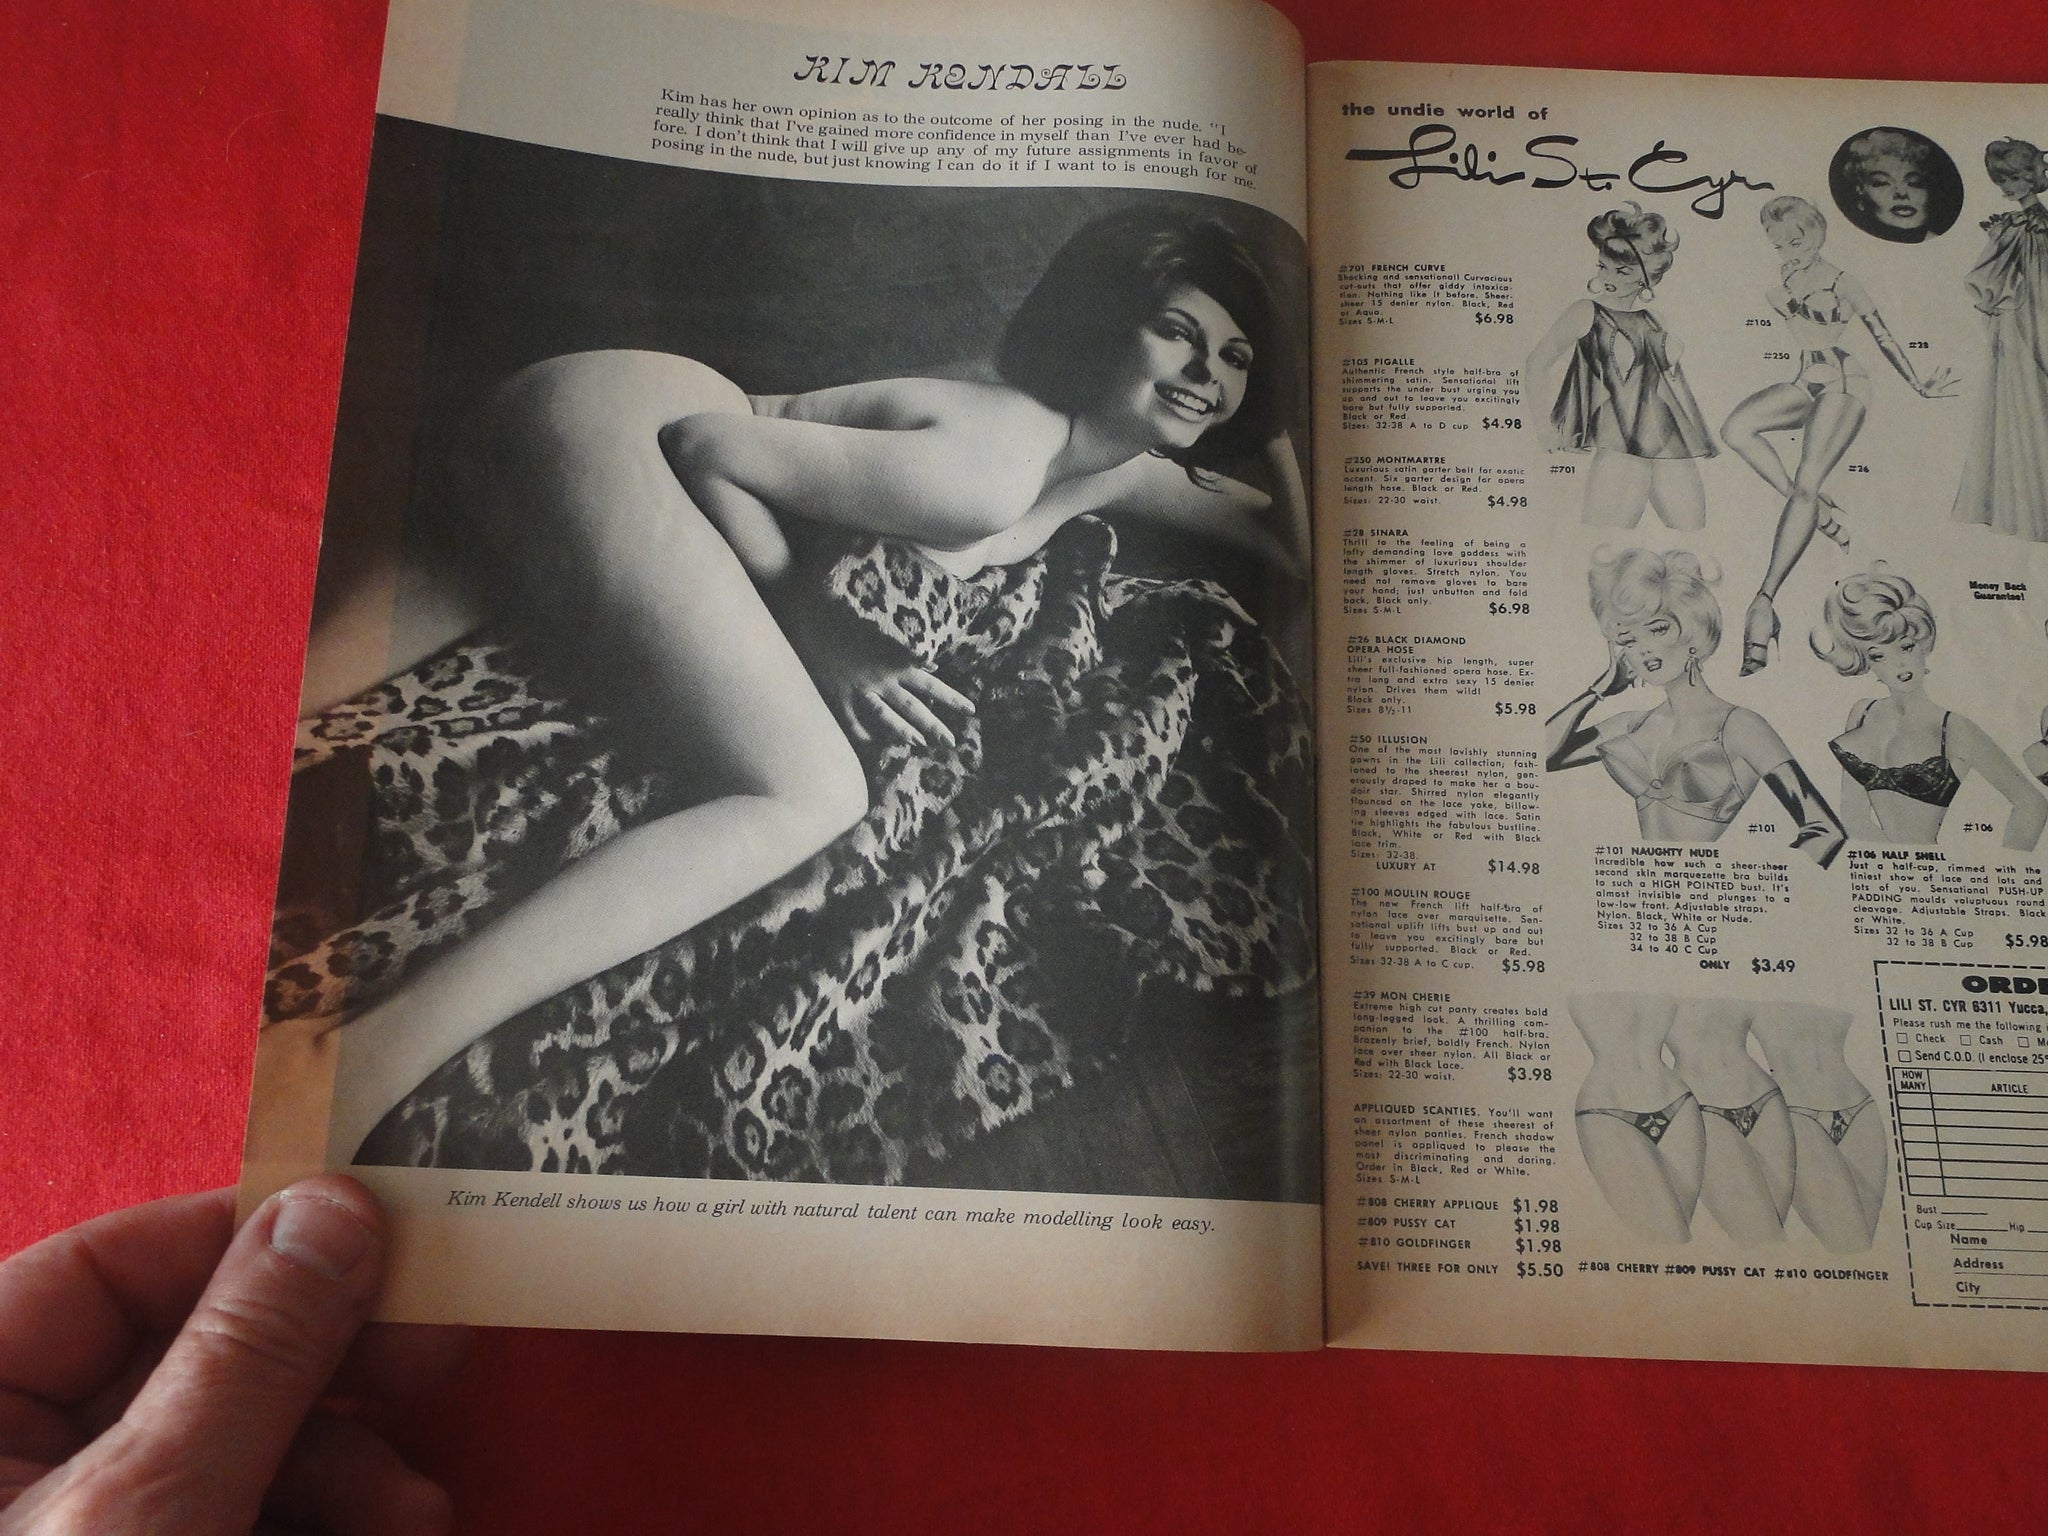 KIM KENDALL
Kim has her own opinion as to the outcome of her posing in the nude. "I
really think that I've gained more confidence in myself than I've ever had be-
fore. I don't think that I will give up any of my future assignments in favor of
posing in the nude, but just knowing I can do it if I want to is enough for me.
Kim Kendell shows us how a girl with natural talent can make modelling look easy.
the undie world of
Lili St. Cyr
#701 FRENCH CURVE
Shocking and sensational! Curvacious
cut-outs that offer giddy intoxica-
tion. Nothing like it before. Sheer-
sheer 15 denier nylon. Black, Red
or Aqua.
Sizes S-M-L $6.98
#105 PIGALLE
Authentic French style half-bra of
shimmering satin. Sensational lift
supports the under bust urging you
up and out to leave you excitingly
bare but fully supported.
Black or Red.
Sizes: 32-38 A to D cup $4.98
#250 MONTMARTRE
Luxurious satin garter belt for exotic
accent. Six garter design for opera
length hose. Black or Red.
Sizes: 22-30 waist. $4.98
#28 SINARA
Thrill to the feeling of being a
lofty demanding love goddess with
the shimmer of luxurious shoulder
length gloves. Stretch nylon. You
need not remove gloves to bare
your hand; just unbutton and fold
back. Black only.
Sizes S-M-L $6.98
#26 BLACK DIAMOND
OPERA HOSE
Lili's exclusive hip length, super
sheer full-fashioned opera hose. Ex-
tra long and extra sexy 15 denier
nylon. Drives them wild!
Black only.
Sizes 8½-11 $5.98
#50 ILLUSION
One of the most lavishly stunning
gowns in the Lili collection; fash-
ioned to the sheerest nylon, gen-
erously draped to make her a bou-
doir star. Shirred nylon elegantly
flounced on the lace yoke, billow-
ing sleeves edged with lace. Satin
tie highlights the fabulous bustline.
Black, White or Red with Black
lace trim.
Sizes: 32-38.
LUXURY AT $14.98
#100 MOULIN ROUGE
The new French lift half-bra of
nylon lace over marquisette. Sen-
sational uplift lifts bust up and out
to leave you excitingly bare but
fully supported. Black or Red.
Sizes 32-38 A to C cup. $5.98
#39 MON CHERIE
Extreme high cut panty creates bold
long-legged look. A thrilling com-
panion to the #100 half-bra.
Brazenly brief, boldly French. Nylon
lace over sheer nylon. All Black or
Red with Black Lace.
Sizes: 22-30 waist. $3.98
APPLIQUED SCANTIES. You'll want
an assortment of these sheerest of
sheer nylon panties. French shadow
panel is appliqued to please the
most discriminating and daring.
Order in Black, Red or White.
Sizes S-M-L
#808 CHERRY APPLIQUE $1.98
#809 PUSSY CAT $1.98
#810 GOLDFINGER $1.98
SAVE! THREE FOR ONLY $5.50
#701
#105
#250
#28
#26
Money Back
Guarantee!
#101
#106
#101 NAUGHTY NUDE
Incredible how such a sheer-sheer
second skin marquezette bra builds
to such a HIGH POINTED bust. It's
almost invisible and plunges to a
low-low front. Adjustable straps.
Nylon. Black, White or Nude.
Sizes 32 to 36 A Cup
32 to 38 B Cup
34 to 40 C Cup
ONLY $3.49
#106 HALF SHELL
Just a half-cup, rimmed with the
tiniest show of lace and lots and
lots of you. Sensational PUSH-UP
PADDING moulds voluptuous round
cleavage. Adjustable Straps. Black
or White.
Sizes 32 to 36 A Cup
32 to 38 B Cup $5.98
#808 CHERRY #809 PUSSY CAT #810 GOLDFINGER
ORDE
LILI ST. CYR 6311 Yucca,
Please rush me the following
Check Cash
Send C.O.D. (I enclose 25
HOW
MANY ARTICLE
Bust
Cup Size Hip
Name
Address
City